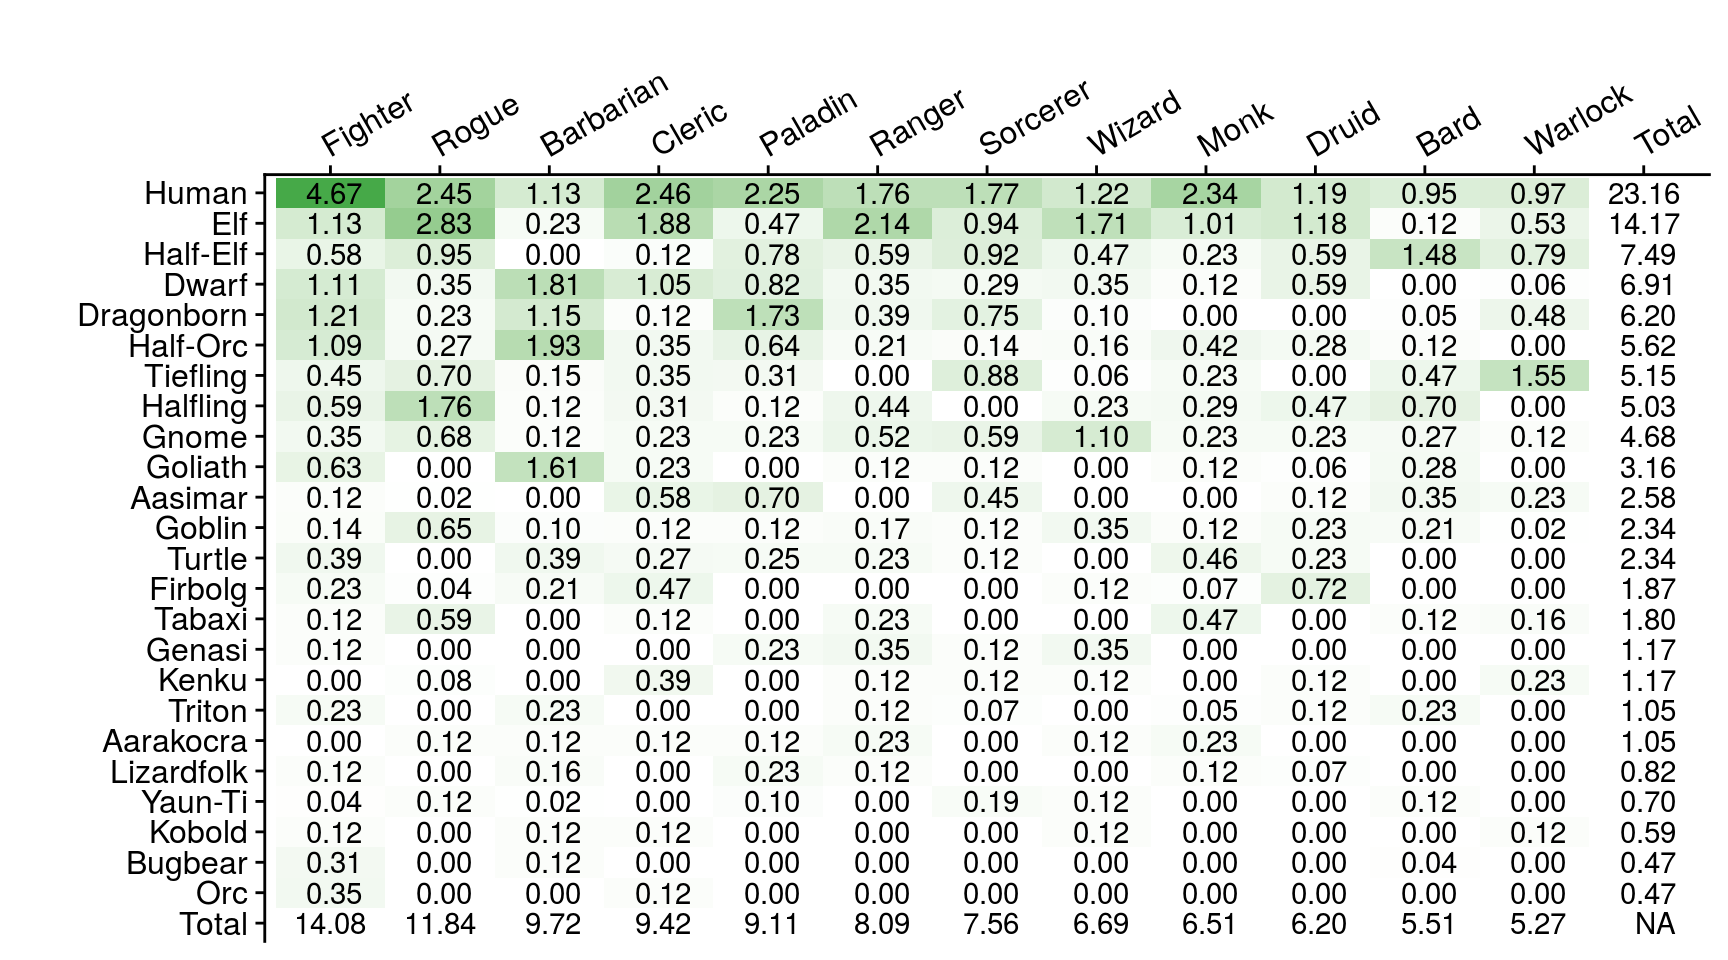 Fighter Rogue Barbarian Cleric Paladin Ranger Sorcerer Wizard Monk Druid Bard Warlock Total
Human 4.67 2.45 1.13 2.46 2.25 1.76 1.77 1.22 2.34 1.19 0.95 0.97 23.16
Elf 1.13 2.83 0.23 1.88 0.47 2.14 0.94 1.71 1.01 1.18 0.12 0.53 14.17
Half-Elf 0.58 0.95 0.00 0.12 0.78 0.59 0.92 0.47 0.23 0.59 1.48 0.79 7.49
Dwarf 1.11 0.35 1.81 1.05 0.82 0.35 0.29 0.35 0.12 0.59 0.00 0.06 6.91
Dragonborn 1.21 0.23 1.15 0.12 1.73 0.39 0.75 0.10 0.00 0.00 0.05 0.48 6.20
Half-Orc 1.09 0.27 1.93 0.35 0.64 0.21 0.14 0.16 0.42 0.28 0.12 0.00 5.62
Tiefling 0.45 0.70 0.15 0.35 0.31 0.00 0.88 0.06 0.23 0.00 0.47 1.55 5.15
Halfling 0.59 1.76 0.12 0.31 0.12 0.44 0.00 0.23 0.29 0.47 0.70 0.00 5.03
Gnome 0.35 0.68 0.12 0.23 0.23 0.52 0.59 1.10 0.23 0.23 0.27 0.12 4.68
Goliath 0.63 0.00 1.61 0.23 0.00 0.12 0.12 0.00 0.12 0.06 0.28 0.00 3.16
Aasimar 0.12 0.02 0.00 0.58 0.70 0.00 0.45 0.00 0.00 0.12 0.35 0.23 2.58
Goblin 0.14 0.65 0.10 0.12 0.12 0.17 0.12 0.35 0.12 0.23 0.21 0.02 2.34
Turtle 0.39 0.00 0.39 0.27 0.25 0.23 0.12 0.00 0.46 0.23 0.00 0.00 2.34
Firbolg 0.23 0.04 0.21 0.47 0.00 0.00 0.00 0.12 0.07 0.72 0.00 0.00 1.87
Tabaxi 0.12 0.59 0.00 0.12 0.00 0.23 0.00 0.00 0.47 0.00 0.12 0.16 1.80
Genasi 0.12 0.00 0.00 0.00 0.23 0.35 0.12 0.35 0.00 0.00 0.00 0.00 1.17
Kenku 0.00 0.08 0.00 0.39 0.00 0.12 0.12 0.12 0.00 0.12 0.00 0.23 1.17
Triton 0.23 0.00 0.23 0.00 0.00 0.12 0.07 0.00 0.05 0.12 0.23 0.00 1.05
Aarakocra 0.00 0.12 0.12 0.12 0.12 0.23 0.00 0.12 0.23 0.00 0.00 0.00 1.05
Lizardfolk 0.12 0.00 0.16 0.00 0.23 0.12 0.00 0.00 0.12 0.07 0.00 0.00 0.82
Yaun-Ti 0.04 0.12 0.02 0.00 0.10 0.00 0.19 0.12 0.00 0.00 0.12 0.00 0.70
Kobold 0.12 0.00 0.12 0.12 0.00 0.00 0.00 0.12 0.00 0.00 0.00 0.12 0.59
Bugbear 0.31 0.00 0.12 0.00 0.00 0.00 0.00 0.00 0.00 0.00 0.04 0.00 0.47
Orc 0.35 0.00 0.00 0.12 0.00 0.00 0.00 0.00 0.00 0.00 0.00 0.00 0.47
Total 14.08 11.84 9.72 9.42 9.11 8.09 7.56 6.69 6.51 6.20 5.51 5.27 NA